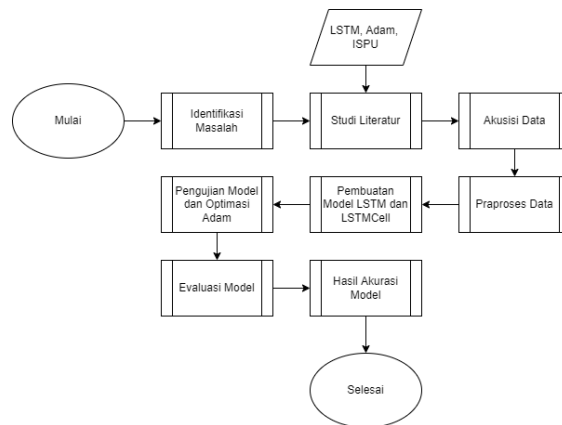 LSTM, Adam,
ISPU
Mulai
Identifikasi
Masalah
Studi Literatur
Akusisi Data
Pengujian Model
dan Optimasi
Adam
Pembuatan
Model LSTM dan
LSTMCell
Praproses Data
Evaluasi Model
Hasil Akurasi
Model
Selesai